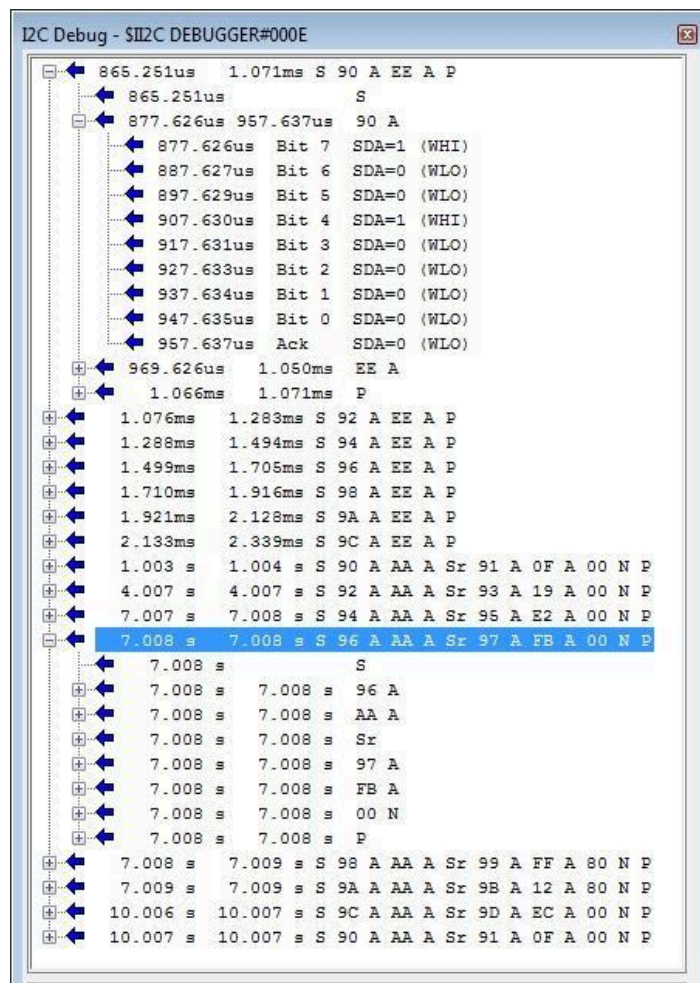 I2C Debug - $II2C DEBUGGER#000E
865.251us 1.071ms S 90 A EE A P
865.251us S
877.626us 957.637us 90 A
877.626us Bit 7 SDA=1 (WHI)
887.627us Bit 6 SDA=0 (WLO)
897.629us Bit 5 SDA=0 (WLO)
907.630us Bit 4 SDA=1 (WHI)
917.631us Bit 3 SDA=0 (WLO)
927.633us Bit 2 SDA=0 (WLO)
937.634us Bit 1 SDA=0 (WLO)
947.635us Bit 0 SDA=0 (WLO)
957.637us Ack SDA=0 (WLO)
969.626us 1.050ms EE A
1.066ms 1.071ms P
1.076ms 1.283ms S 92 A EE A P
1.288ms 1.494ms S 94 A EE A P
1.499ms 1.705ms S 96 A EE A P
1.710ms 1.916ms S 98 A EE A P
1.921ms 2.128ms S 9A A EE A P
2.133ms 2.339ms S 9C A EE A P
1.003 s 1.004 s S 90 A AA A Sr 91 A 0F A 00 N P
4.007 s 4.007 s S 92 A AA A Sr 93 A 19 A 00 N P
7.007 s 7.008 s S 94 A AA A Sr 95 A E2 A 00 N P
7.008 s 7.008 s S 96 A AA A Sr 97 A FB A 00 N P
7.008 s S
7.008 s 7.008 s 96 A
7.008 s 7.008 s AA A
7.008 s 7.008 s Sr
7.008 s 7.008 s 97 A
7.008 s 7.008 s FB A
7.008 s 7.008 s 00 N
7.008 s 7.008 s P
7.008 s 7.009 s S 98 A AA A Sr 99 A FF A 80 N P
7.009 s 7.009 s S 9A A AA A Sr 9B A 12 A 80 N P
10.006 s 10.007 s S 9C A AA A Sr 9D A EC A 00 N P
10.007 s 10.007 s S 90 A AA A Sr 91 A 0F A 00 N P